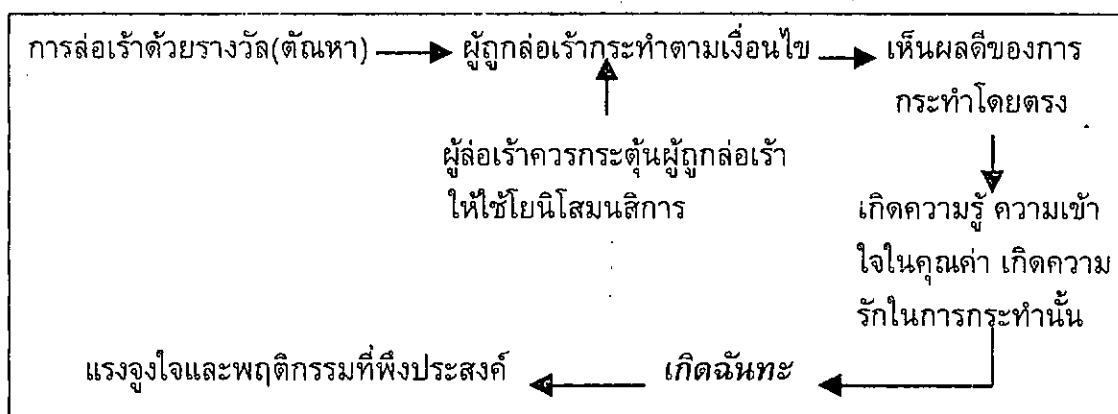 การล่อเร้าด้วยรางวัล(ตัณหา)
ผู้ถูกล่อเร้ากระทำตามเงื่อนไข
เห็นผลดีของการ
กระทำโดยตรง
ผู้ล่อเร้าควรกระตุ้นผู้ถูกล่อเร้า
ให้ใช้โยนิโสมนสิการ
เกิดความรู้ ความเข้า
ใจในคุณค่า เกิดความ
รักในการกระทำนั้น
เกิดฉันทะ
แรงจูงใจและพฤติกรรมที่พึงประสงค์